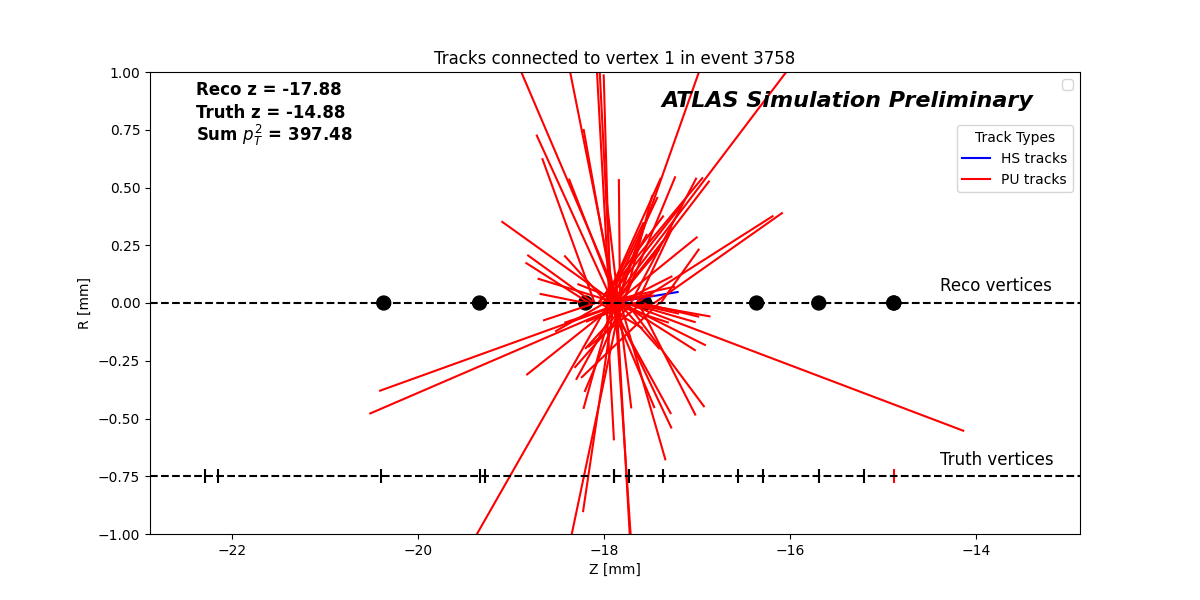 Tracks connected to vertex 1 in event 3758
Reco z = -17.88
Truth z = -14.88
Sum $p_T^2$ = 397.48
ATLAS Simulation Preliminary
Track Types
HS tracks
PU tracks
Reco vertices
Truth vertices
1.00
0.75
0.50
0.25
0.00
−0.25
−0.50
−0.75
−1.00
R [mm]
−22
−20
−18
−16
−14
Z [mm]